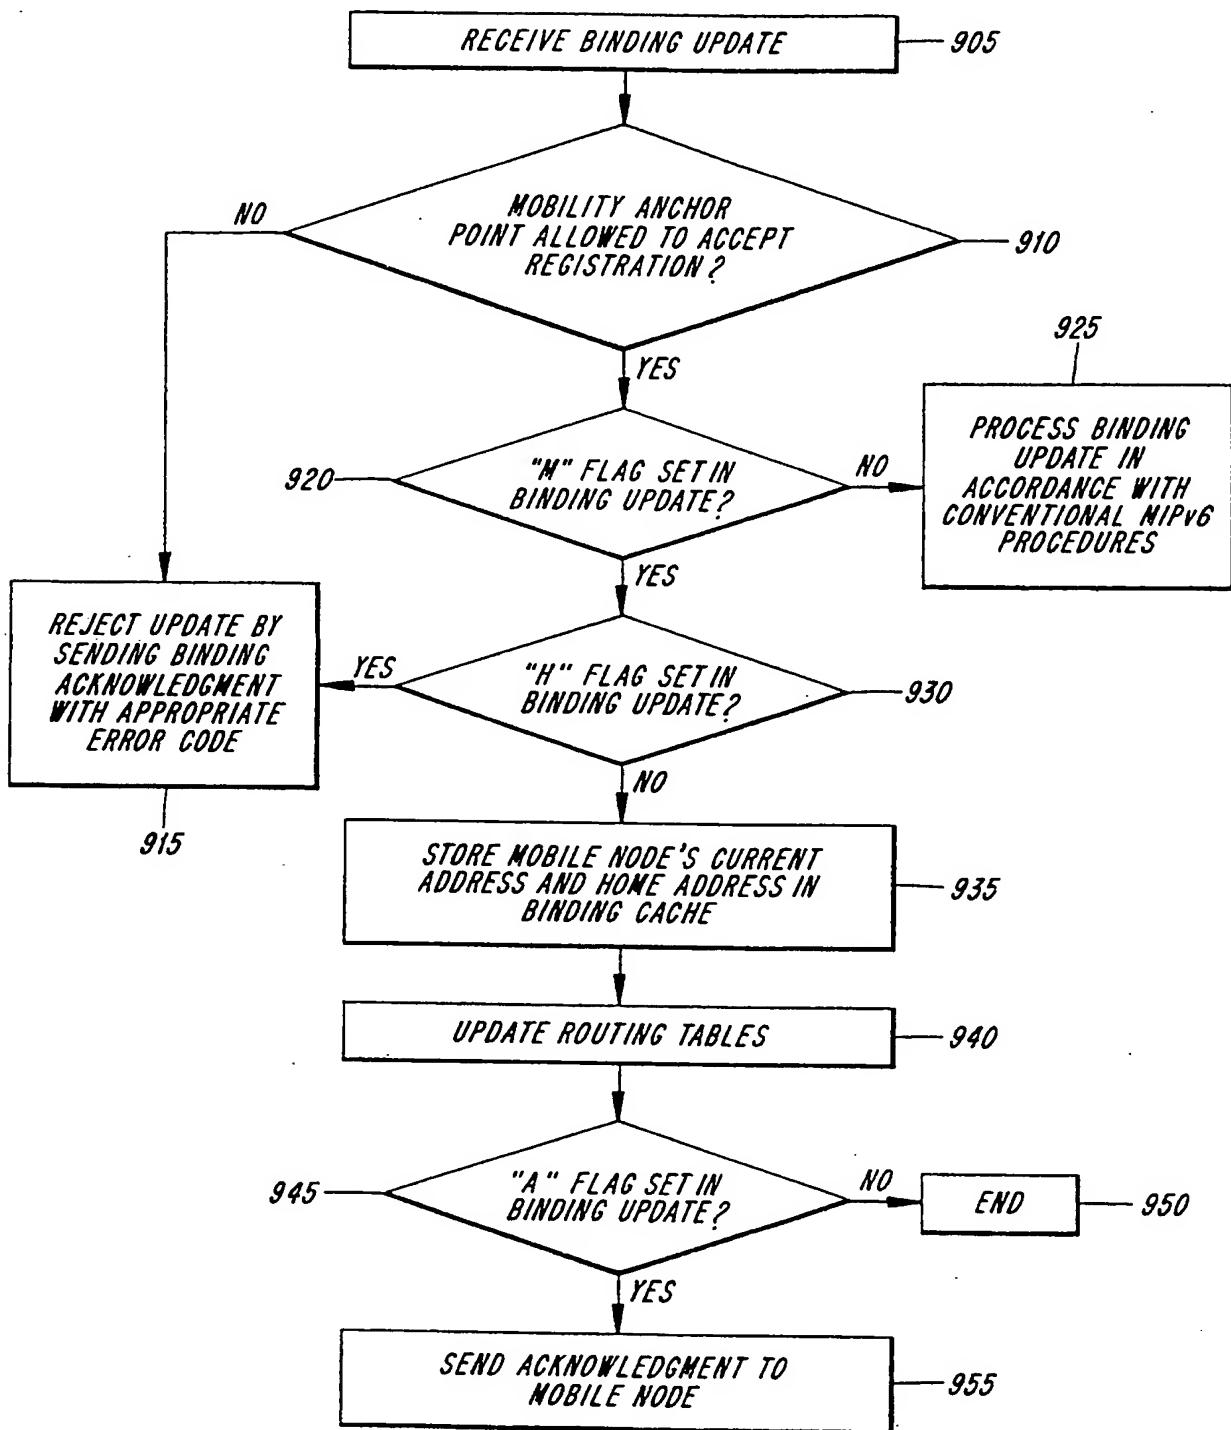 RECEIVE BINDING UPDATE
905
MOBILITY ANCHOR
POINT ALLOWED TO ACCEPT
REGISTRATION?
910
NO
YES
925
PROCESS BINDING
UPDATE IN
ACCORDANCE WITH
CONVENTIONAL MIPv6
PROCEDURES
920
"M" FLAG SET IN
BINDING UPDATE?
NO
YES
REJECT UPDATE BY
SENDING BINDING
ACKNOWLEDGMENT
WITH APPROPRIATE
ERROR CODE
915
YES
"H" FLAG SET IN
BINDING UPDATE?
930
NO
STORE MOBILE NODE'S CURRENT
ADDRESS AND HOME ADDRESS IN
BINDING CACHE
935
UPDATE ROUTING TABLES
940
945
"A" FLAG SET IN
BINDING UPDATE?
NO
END
950
YES
SEND ACKNOWLEDGMENT TO
MOBILE NODE
955